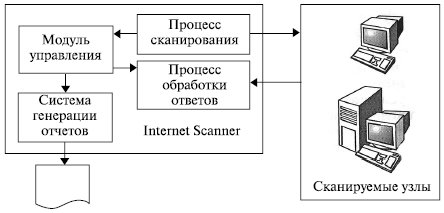 Модуль
управления
Процесс
сканирования
Процесс
обработки
ответов
Система
генерации
отчетов
Internet Scanner
Сканируемые узлы